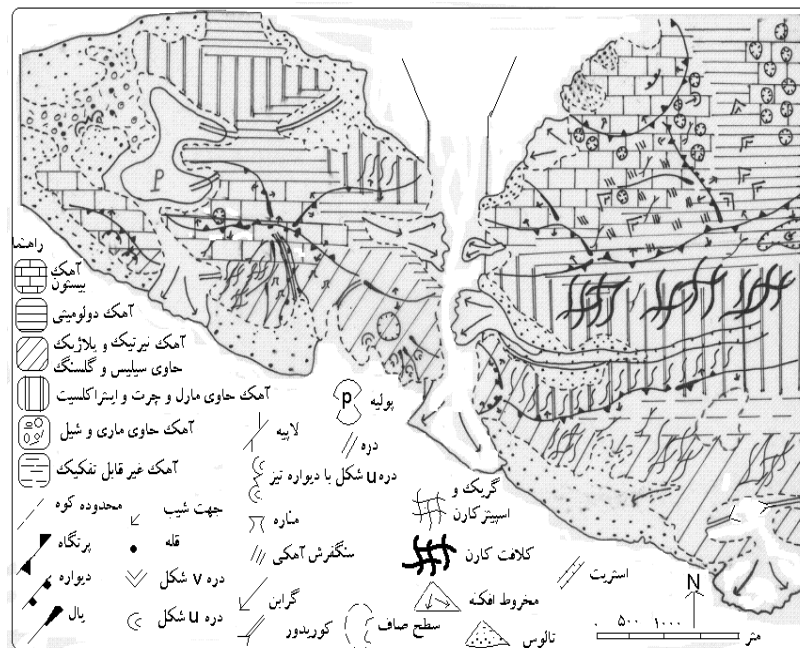 P
راهنما
آهک بیستون
آهک دولومیتی
آهک نیرتیک و پلاژیک
حاوی سیلیس و گلسنگ
آهک حاوی مارل و چرت و اینتراکلسیت
آهک حاوی ماری و شیل
آهک غیر قابل تفکیک
محدوده کوه
پرتگاه
دیواره
یال
جهت شیب
قله
دره v شکل
دره u شکل
لاپیه
دره u شکل با دیواره تیز
مناره
سنگفرش آهکی
گرابن
کوریدور
p
پولیه
دره
سطح صاف
گریک و
اسپیتز کارن
کلافت کارن
مخروط افکنه
تالوس
استریت
N
۰ ۵۰۰ ۱۰۰۰
متر